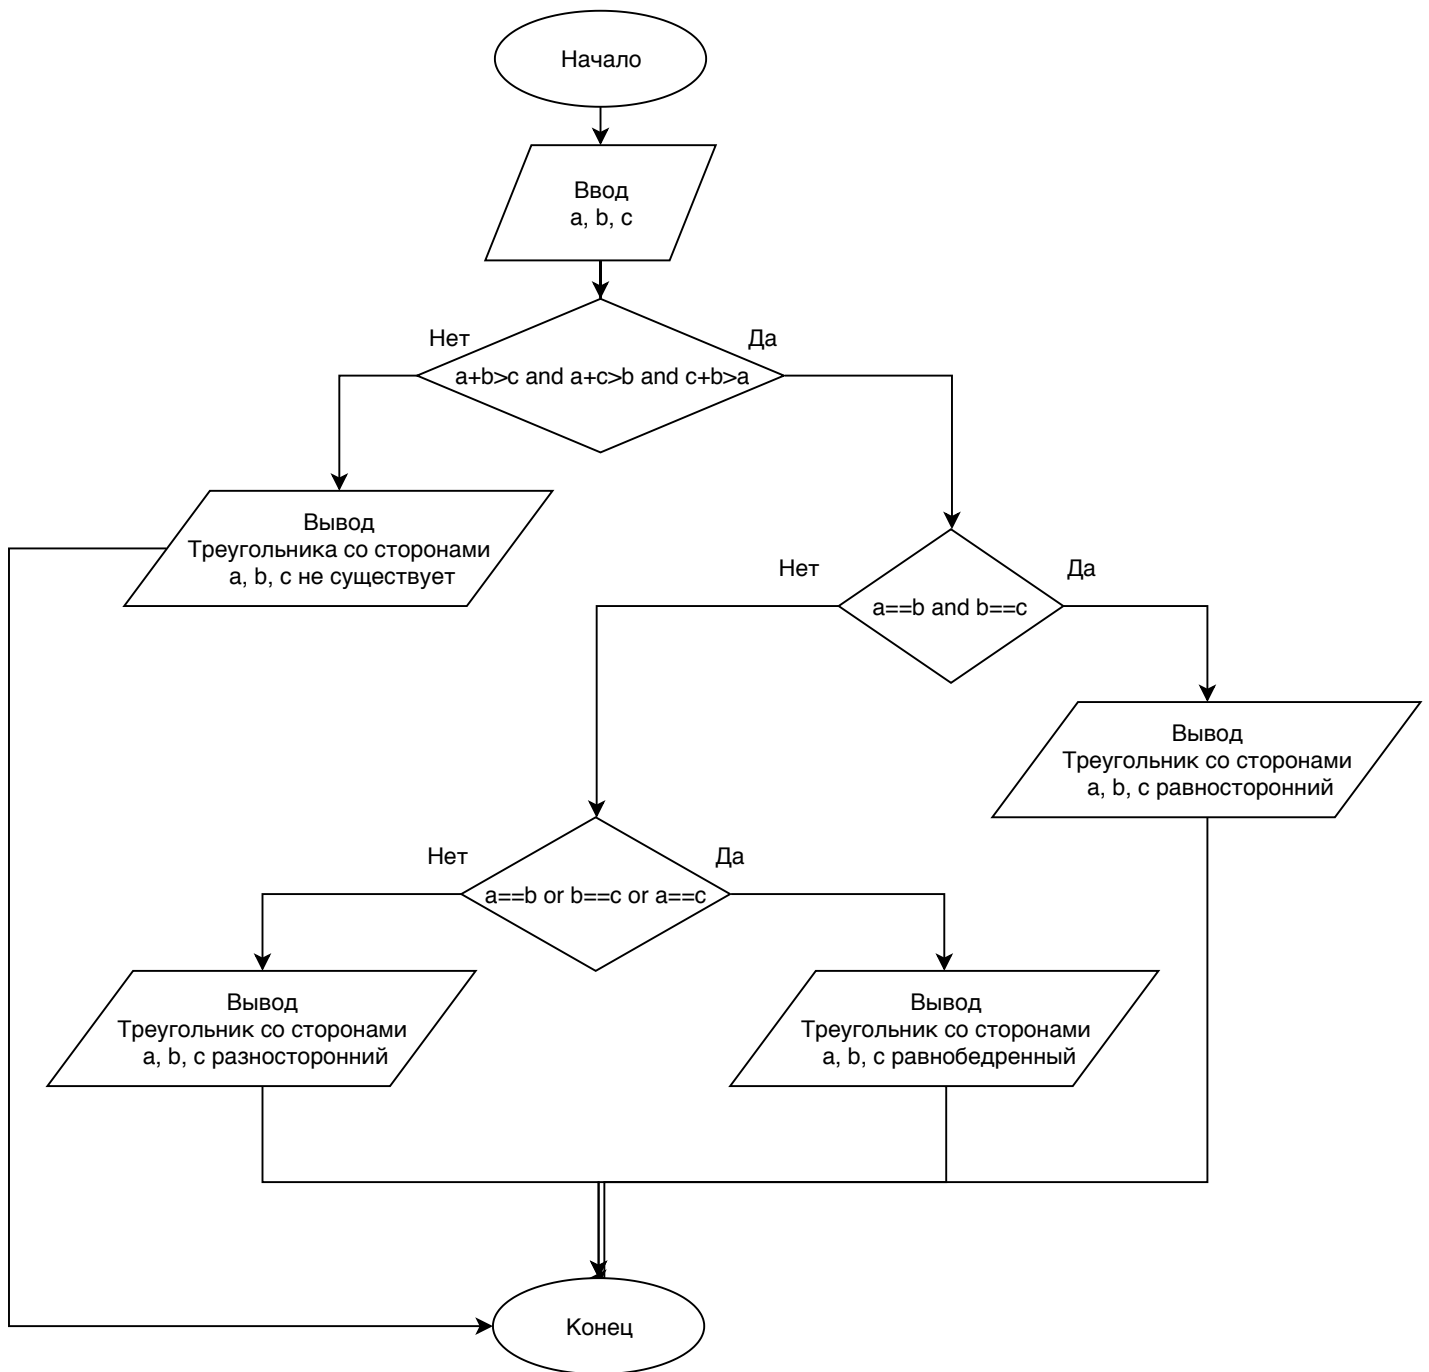 Начало
Ввод
a, b, c
Нет
Да
a+b>c and a+c>b and c+b>a
Вывод
Треугольника со сторонами
a, b, c не существует
Нет
Да
a==b and b==c
Вывод
Треугольник со сторонами
a, b, c равносторонний
Нет
Да
a==b or b==c or a==c
Вывод
Треугольник со сторонами
a, b, c разносторонний
Вывод
Треугольник со сторонами
a, b, c равнобедренный
Конец